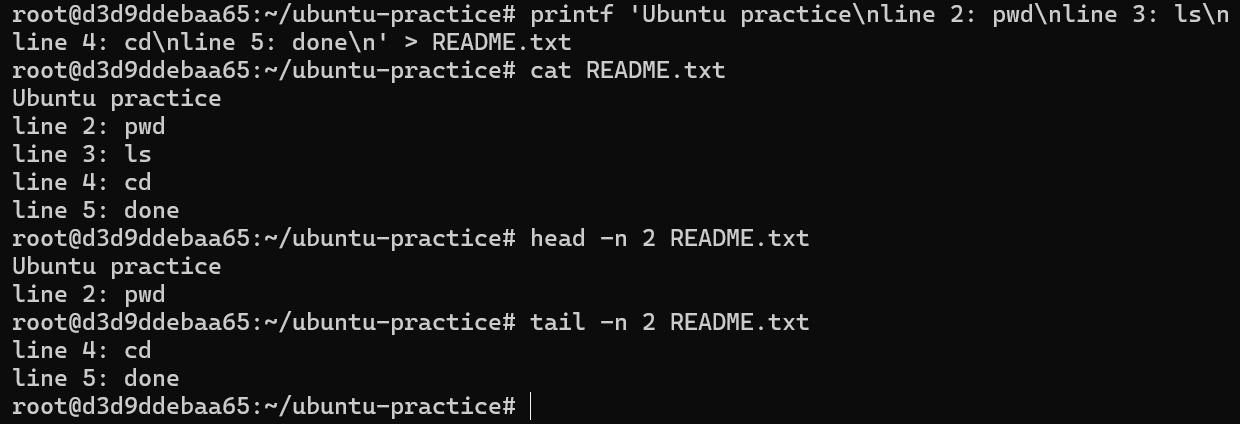 root@d3d9ddebaa65:~/ubuntu-practice# printf 'Ubuntu practice\nline 2: pwd\nline 3: ls\n
line 4: cd\nline 5: done\n' > README.txt
root@d3d9ddebaa65:~/ubuntu-practice# cat README.txt
Ubuntu practice
line 2: pwd
line 3: ls
line 4: cd
line 5: done
root@d3d9ddebaa65:~/ubuntu-practice# head -n 2 README.txt
Ubuntu practice
line 2: pwd
root@d3d9ddebaa65:~/ubuntu-practice# tail -n 2 README.txt
line 4: cd
line 5: done
root@d3d9ddebaa65:~/ubuntu-practice#